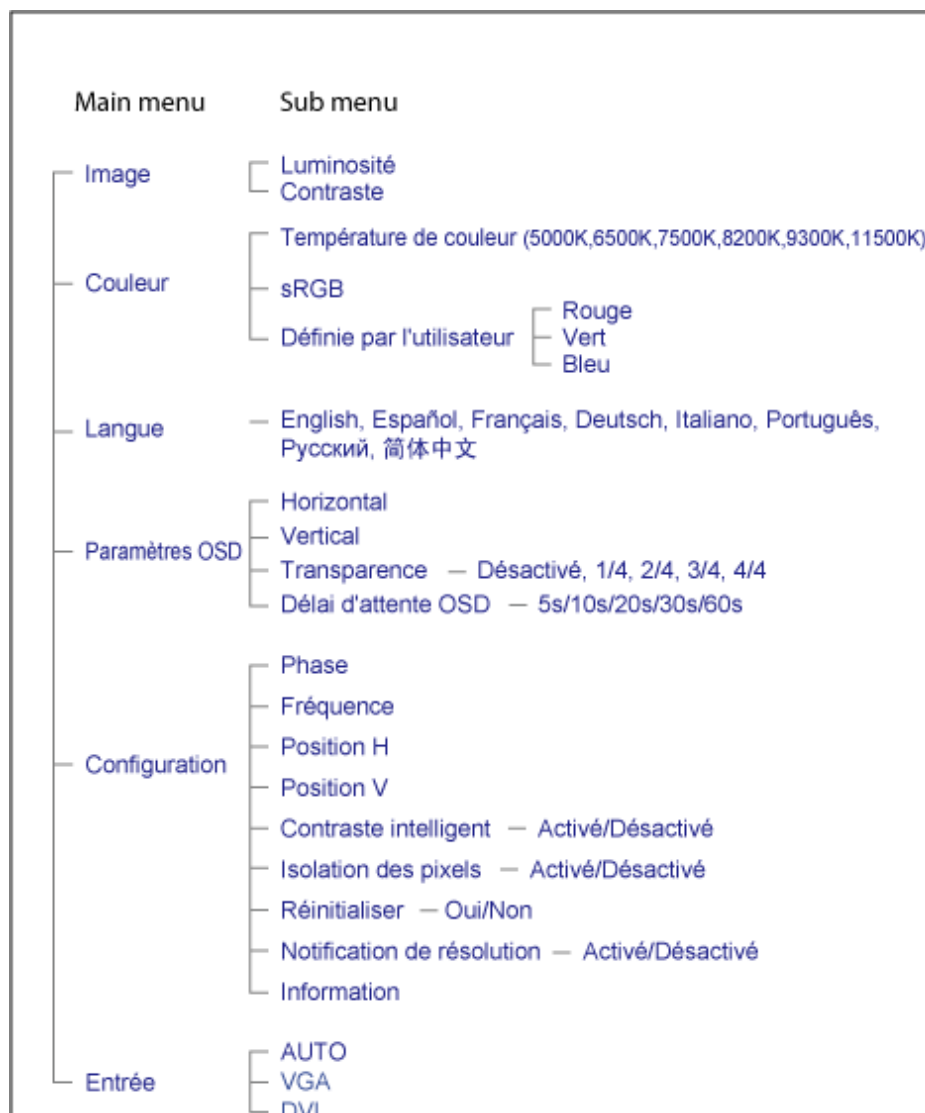 Main menu Sub menu
Image
Luminosité
Contraste
Couleur
Température de couleur (5000K,6500K,7500K,8200K,9300K,11500K)
sRGB
Définie par l'utilisateur
Rouge
Vert
Bleu
Langue
English, Español, Français, Deutsch, Italiano, Português,
Русский, 简体中文
Paramètres OSD
Horizontal
Vertical
Transparence — Désactivé, 1/4, 2/4, 3/4, 4/4
Délai d'attente OSD — 5s/10s/20s/30s/60s
Configuration
Phase
Fréquence
Position H
Position V
Contraste intelligent — Activé/Désactivé
Isolation des pixels — Activé/Désactivé
Réinitialiser — Oui/Non
Notification de résolution — Activé/Désactivé
Information
Entrée
AUTO
VGA
DVI